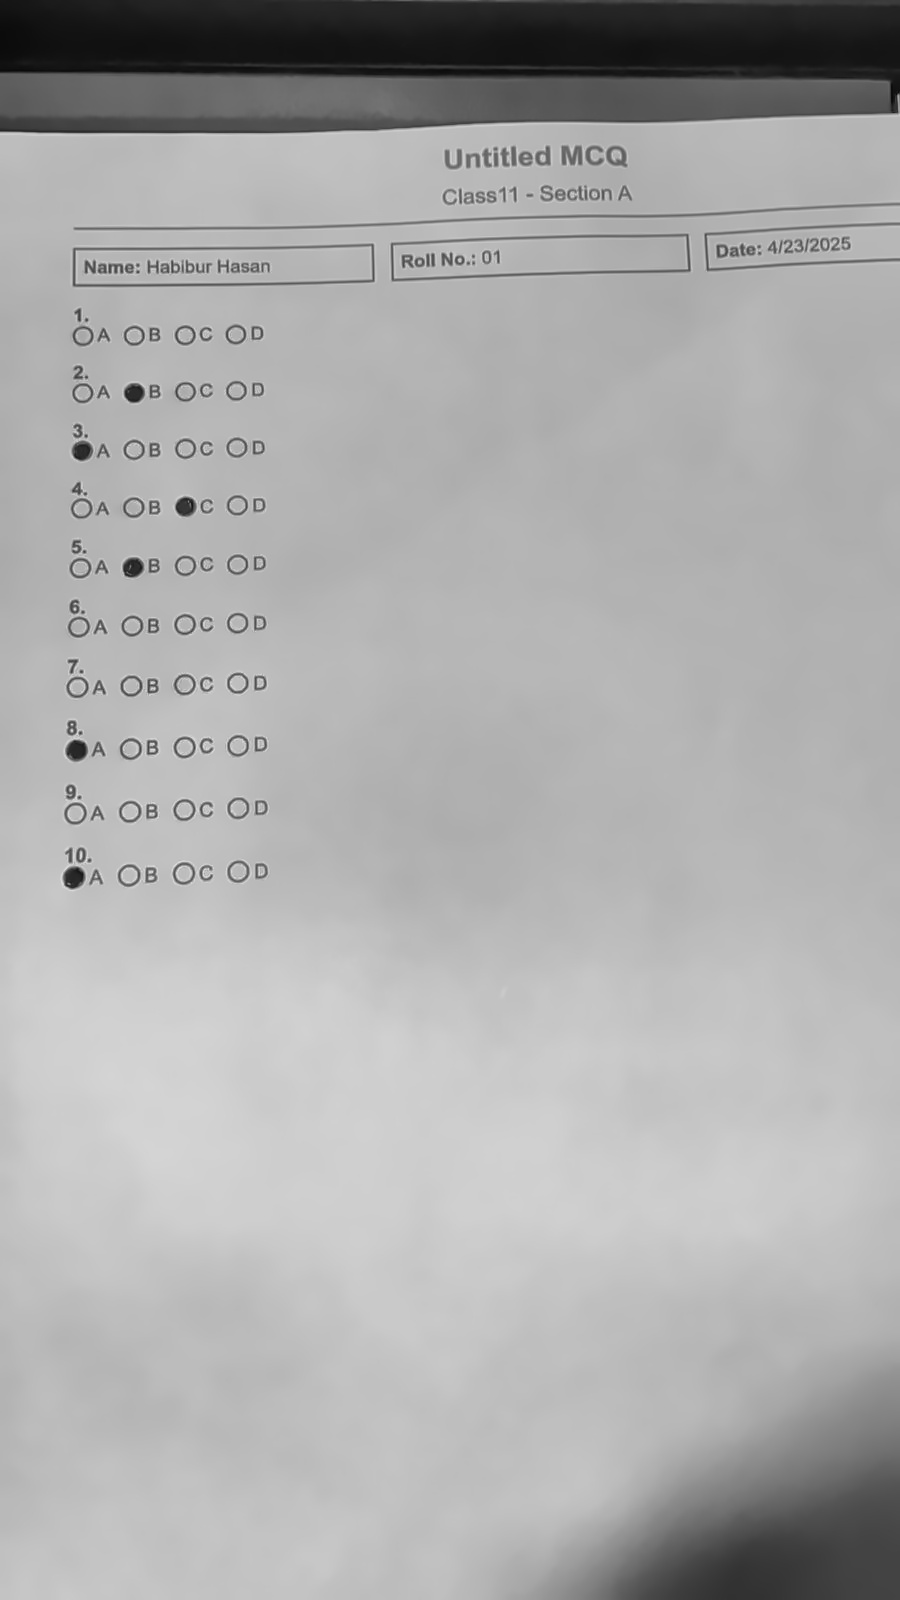 Untitled MCQ
Class11 - Section A
Name: Habibur Hasan
Roll No.: 01
Date: 4/23/2025
1.
A B C D
2.
A B C D
3.
A B C D
4.
A B C D
5.
A B C D
6.
A B C D
7.
A B C D
8.
A B C D
9.
A B C D
10.
A B C D